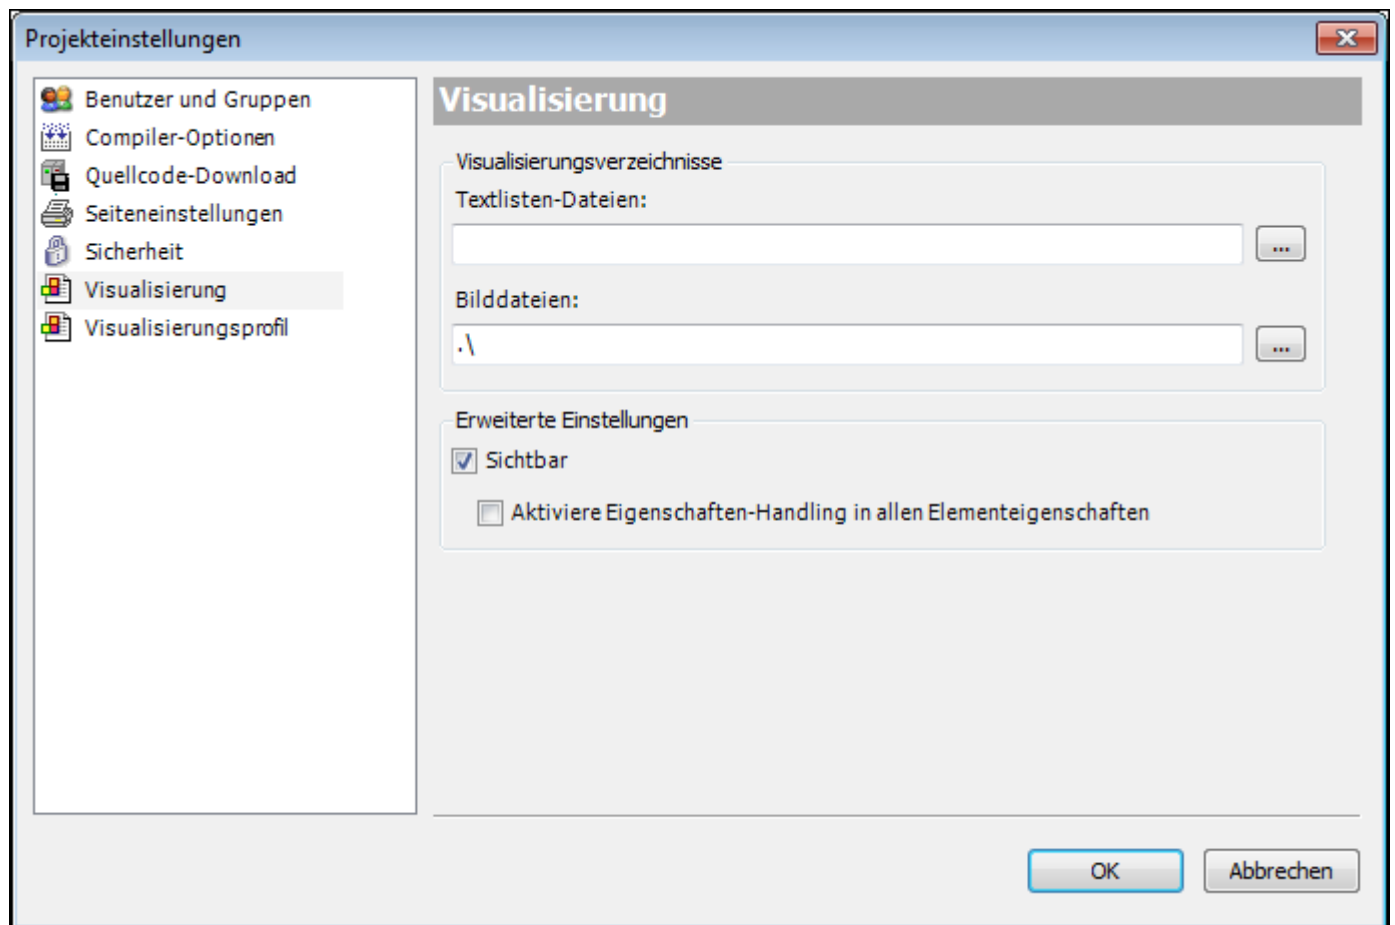 Projekteinstellungen
Benutzer und Gruppen
Compiler-Optionen
Quellcode-Download
Seiteneinstellungen
Sicherheit
Visualisierung
Visualisierungsprofil
Visualisierung
Visualisierungsverzeichnisse
Textlisten-Dateien:
...
Bilddateien:
.\
...
Erweiterte Einstellungen
Sichtbar
Aktiviere Eigenschaften-Handling in allen Elementeigenschaften
OK
Abbrechen